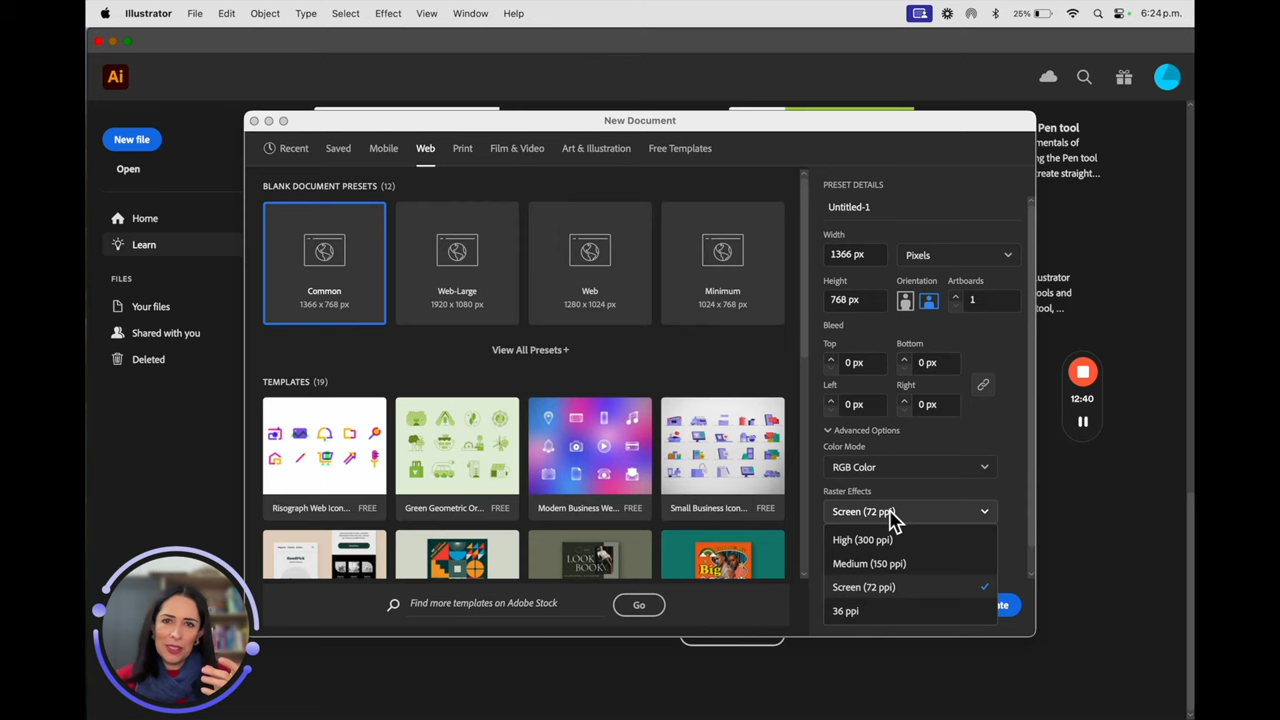 Illustrator File Edit Object Type Select Effect View Window Help 25% 6:24 p.m.
Ai
New file
Open
Home
Learn
FILES
Your files
Shared with you
Deleted
New Document
Recent Saved Mobile Web Print Film & Video Art & Illustration Free Templates
BLANK DOCUMENT PRESETS (12)
Common
1366 x 768 px
Web-Large
1920 x 1080 px
Web
1280 x 1024 px
Minimum
1024 x 768 px
View All Presets+
TEMPLATES (19)
Risograph Web Icon... FREE
Green Geometric Or... FREE
Modern Business We... FREE
Small Business Icon... FREE
LOOK
BOOK
Big
Find more templates on Adobe Stock
Go
PRESET DETAILS
Untitled-1
Width
1366 px Pixels
Height Orientation Artboards
768 px 1
Bleed
Top Bottom
0 px 0 px
Left Right
0 px 0 px
Advanced Options
Color Mode
RGB Color
Raster Effects
Screen (72 ppi)
High (300 ppi)
Medium (150 ppi)
Screen (72 ppi)
36 ppi
te
Pen tool
mentals of
g the Pen tool
create straight...
ustrator
ools and
tool, ...
12:40